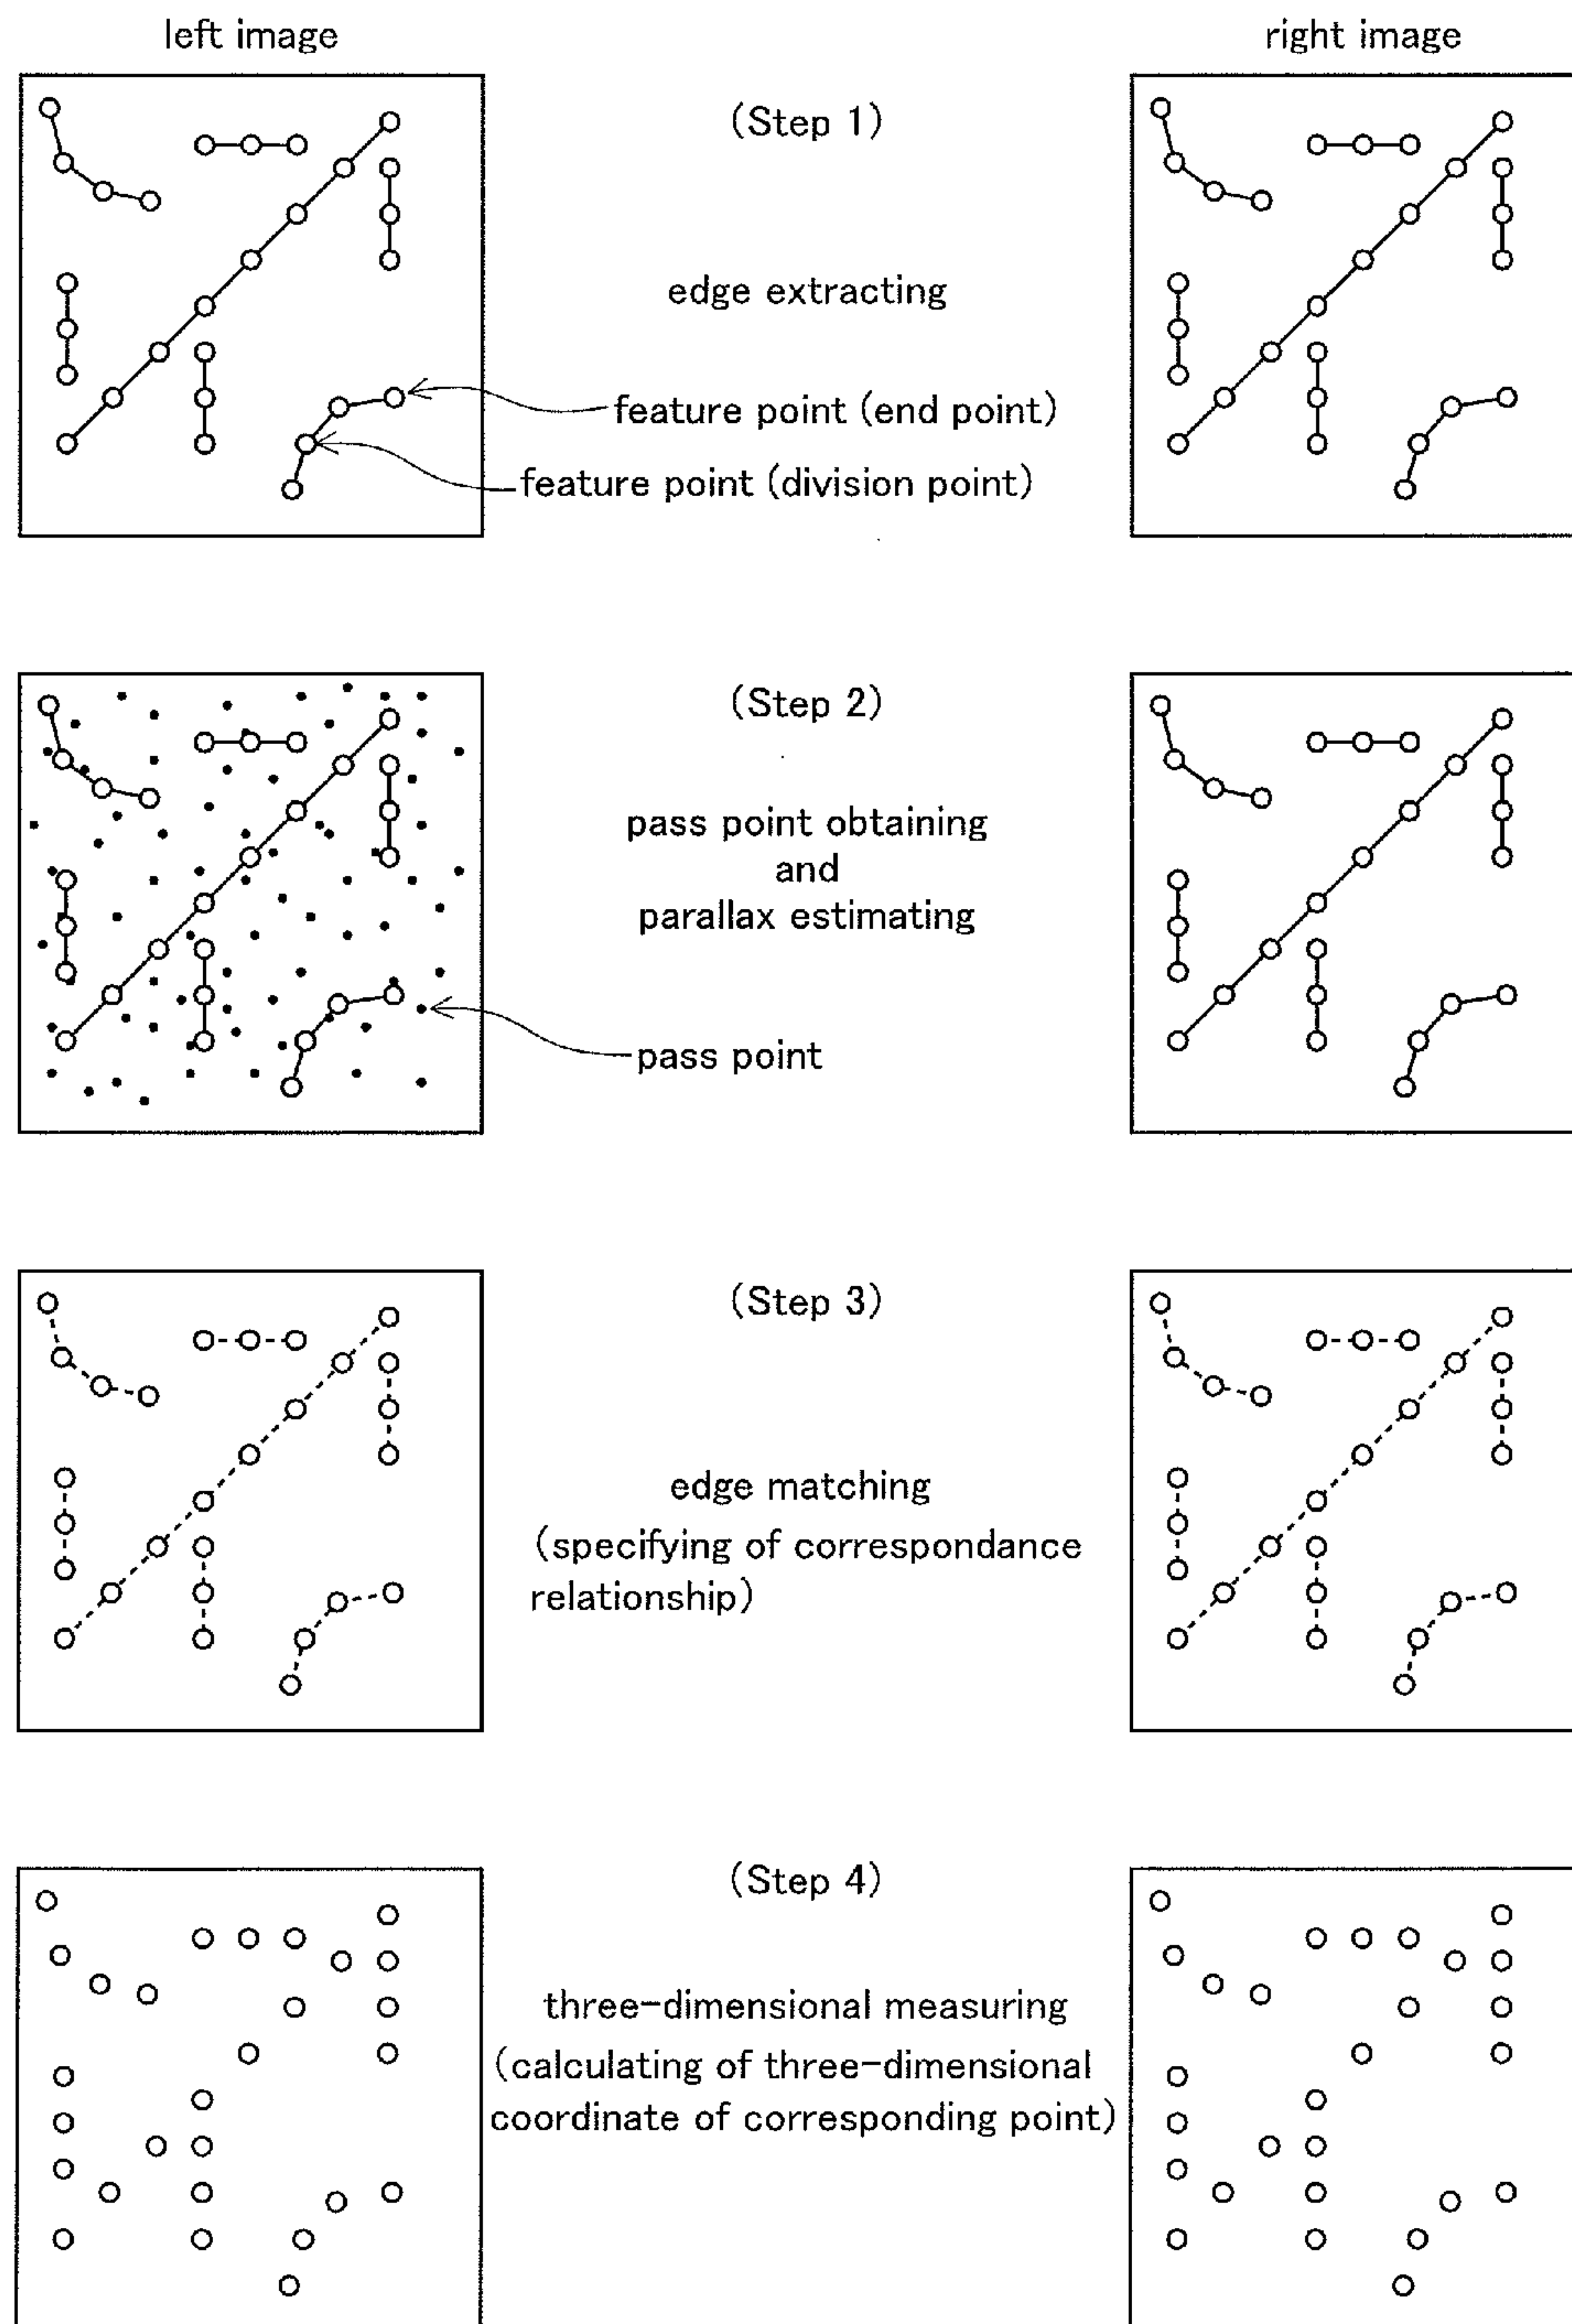 left image
right image
(Step 1)
edge extracting
feature point (end point)
feature point (division point)
(Step 2)
pass point obtaining
and
parallax estimating
pass point
(Step 3)
edge matching
(specifying of correspondance
relationship)
(Step 4)
three-dimensional measuring
(calculating of three-dimensional
coordinate of corresponding point)